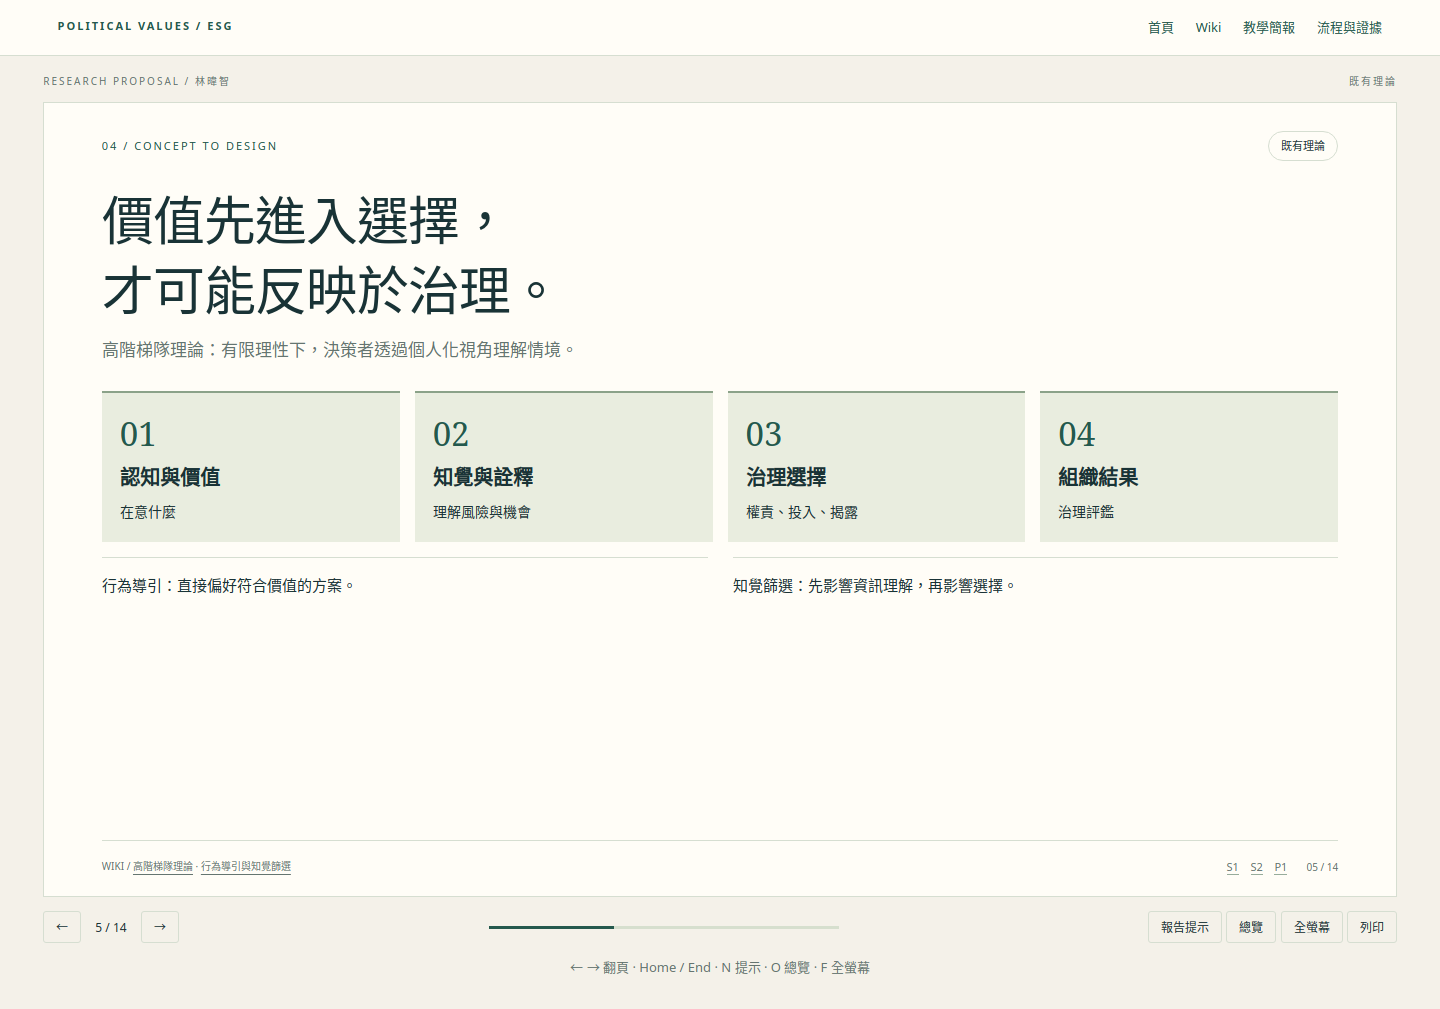 POLITICAL VALUES / ESG
首頁 Wiki 教學簡報 流程與證據
RESEARCH PROPOSAL / 林暐智
既有理論
04 / CONCEPT TO DESIGN
既有理論
價值先進入選擇，
才可能反映於治理。
高階梯隊理論：有限理性下，決策者透過個人化視角理解情境。
01
認知與價值
在意什麼
02
知覺與詮釋
理解風險與機會
03
治理選擇
權責、投入、揭露
04
組織結果
治理評鑑
行為導引：直接偏好符合價值的方案。
知覺篩選：先影響資訊理解，再影響選擇。
WIKI / 高階梯隊理論 · 行為導引與知覺篩選
S1 S2 P1 05 / 14
← 5 / 14 →
報告提示 總覽 全螢幕 列印
← → 翻頁 · Home / End · N 提示 · O 總覽 · F 全螢幕